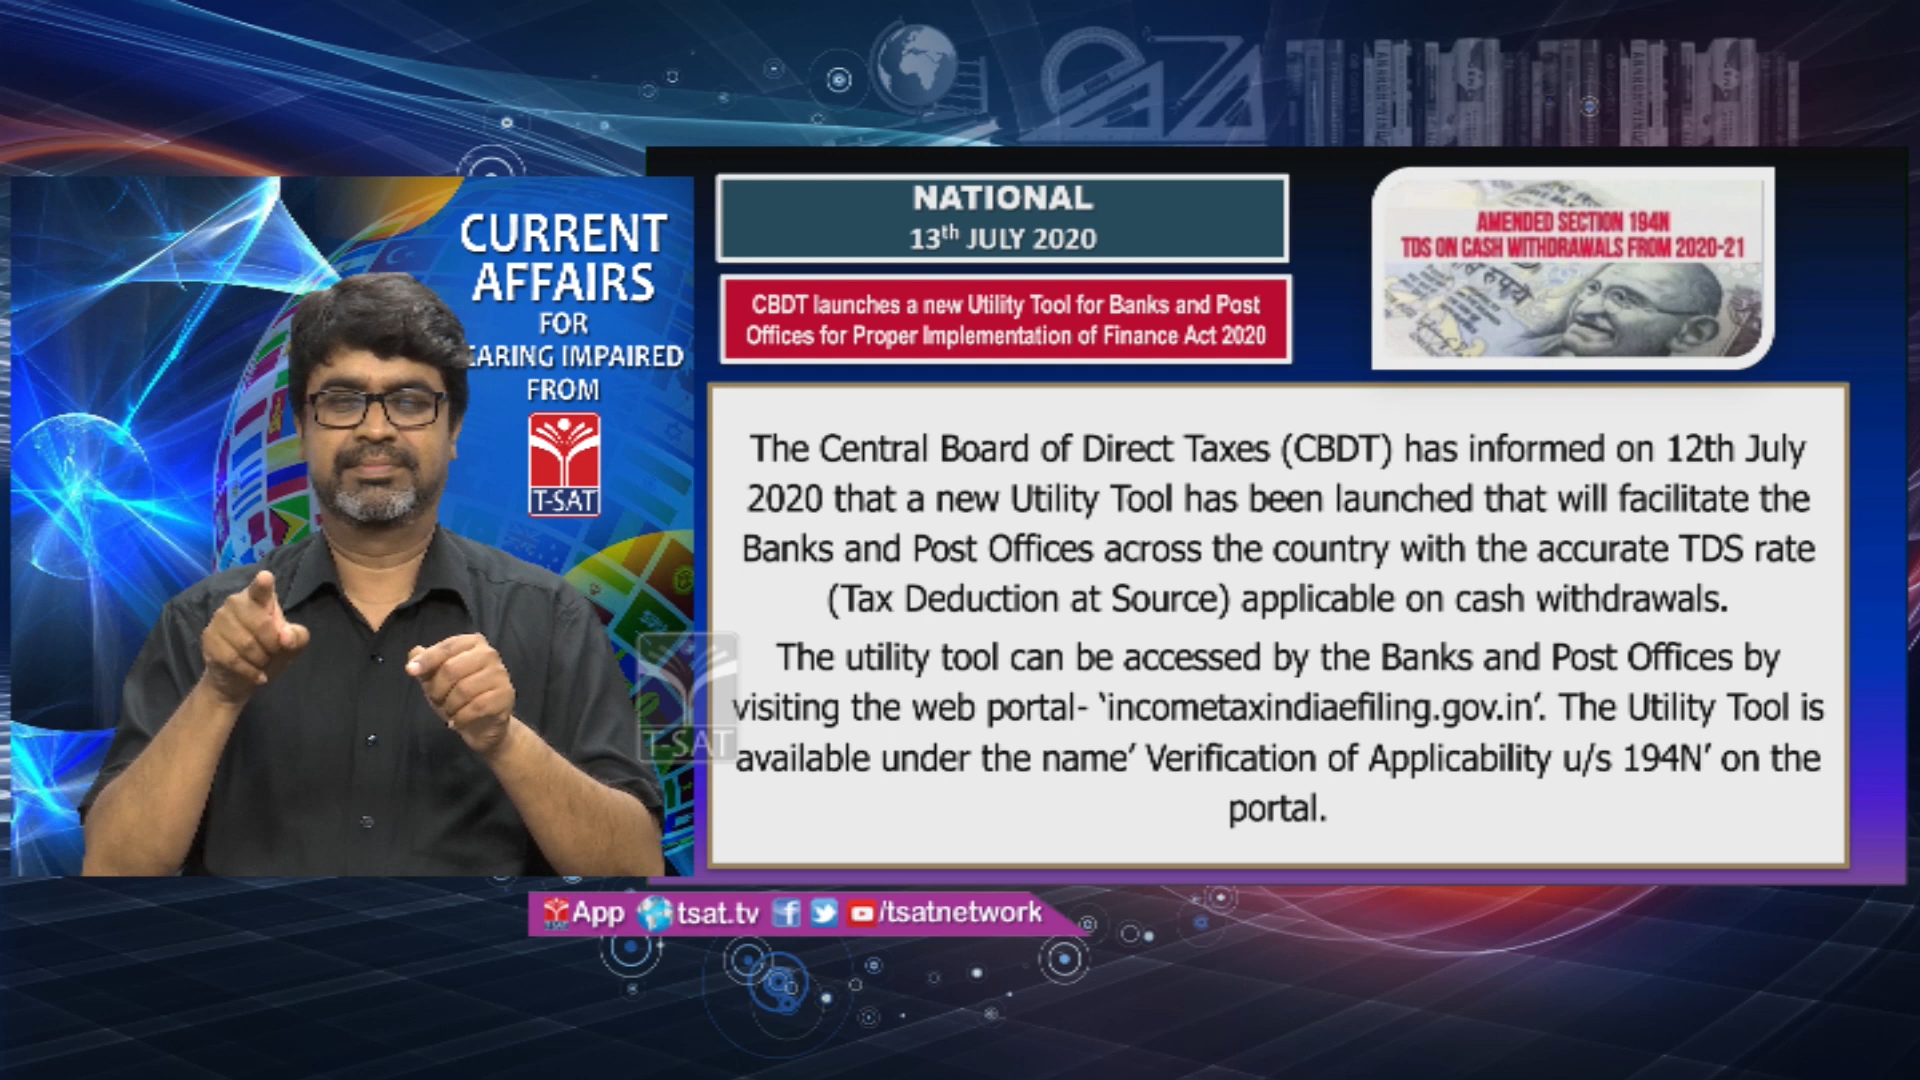 CURRENT
AFFAIRS
FOR
EARING IMPAIRED
FROM
T-SAT
NATIONAL
13th JULY 2020
CBDT launches a new Utility Tool for Banks and Post
Offices for Proper Implementation of Finance Act 2020
AMENDED SECTION 194N
TDS ON CASH WITHDRAWALS FROM 2020-21
The Central Board of Direct Taxes (CBDT) has informed on 12th July
2020 that a new Utility Tool has been launched that will facilitate the
Banks and Post Offices across the country with the accurate TDS rate
(Tax Deduction at Source) applicable on cash withdrawals.
The utility tool can be accessed by the Banks and Post Offices by
visiting the web portal- ‘incometaxindiaefiling.gov.in’. The Utility Tool is
available under the name’ Verification of Applicability u/s 194N’ on the
portal.
T-SAT
App tsat.tv /tsatnetwork